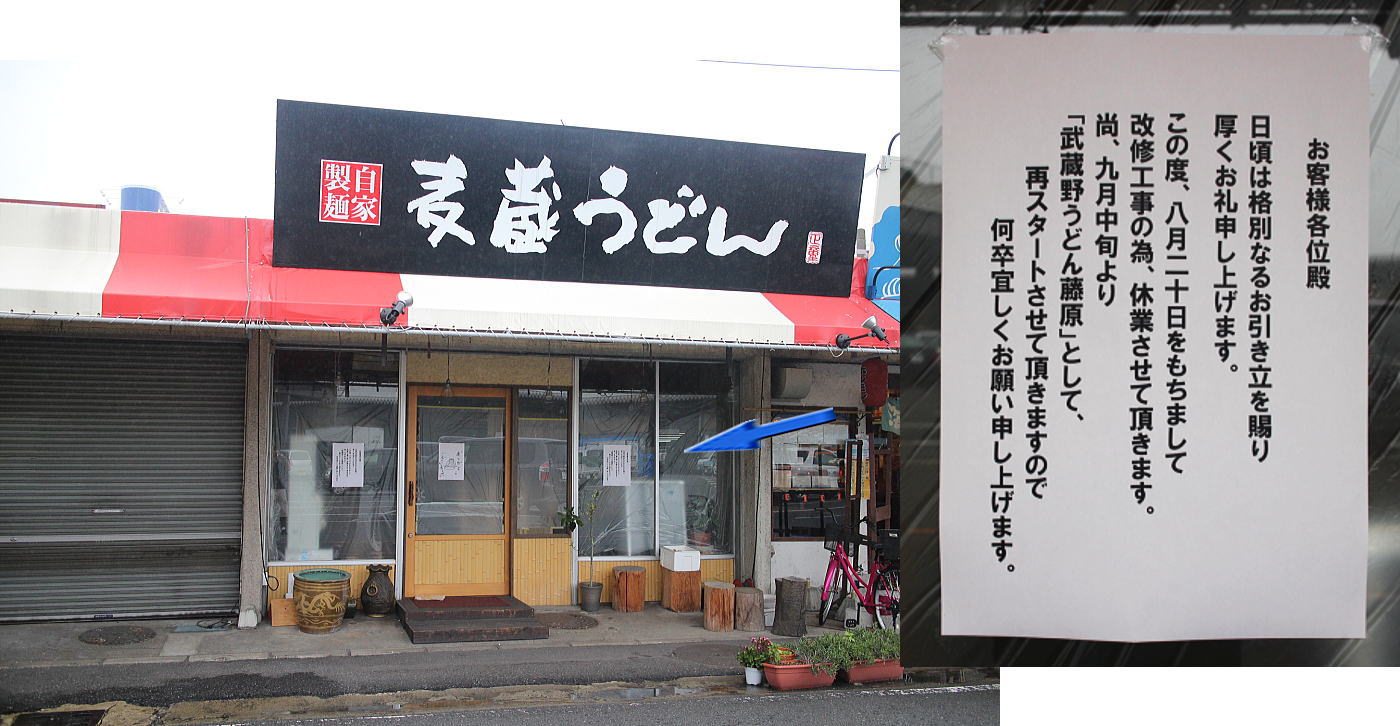 自家
製麺
麦蔵うどん
お客様各位殿
日頃は格別なるお引き立を賜り
厚くお礼申し上げます。
この度、八月二十日をもちまして
改修工事の為、休業させて頂きます。
尚、九月中旬より
「武蔵野うどん藤原」として、
再スタートさせて頂きますので
何卒宜しくお願い申し上げます。